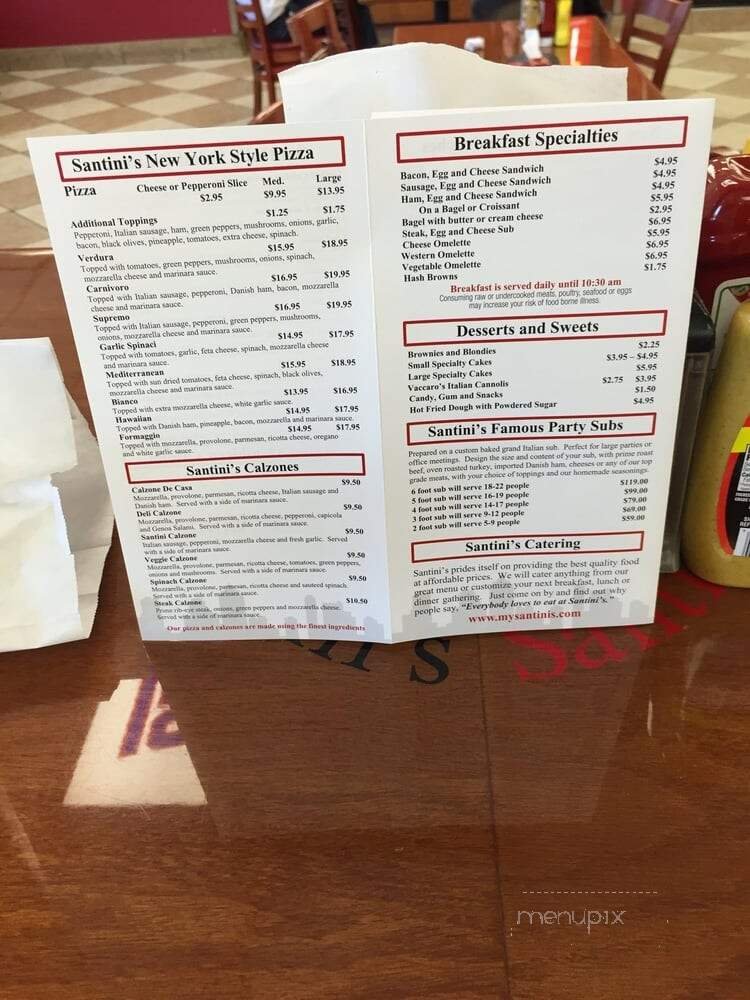 Santini's New York Style Pizza
Pizza Cheese or Pepperoni Slice Med. Large
$2.95 $9.95 $13.95
Additional Toppings $1.25 $1.75
Pepperoni, Italian sausage, ham, green peppers, mushrooms, onions, garlic,
bacon, black olives, pineapple, tomatoes, extra cheese, spinach.
Verdura $15.95 $18.95
Topped with tomatoes, green peppers, mushrooms, onions, spinach,
mozzarella cheese and marinara sauce.
Carnivoro $16.95 $19.95
Topped with Italian sausage, pepperoni, Danish ham, bacon, mozzarella
cheese and marinara sauce.
Supremo $16.95 $19.95
Topped with Italian sausage, pepperoni, green peppers, mushrooms,
onions, mozzarella cheese and marinara sauce.
Garlic Spinaci $14.95 $17.95
Topped with tomatoes, garlic, feta cheese, spinach, mozzarella cheese
and marinara sauce.
Mediterranean $15.95 $18.95
Topped with sun dried tomatoes, feta cheese, spinach, black olives,
mozzarella cheese and marinara sauce.
Bianco $13.95 $16.95
Topped with extra mozzarella cheese, white garlic sauce.
Hawaiian $14.95 $17.95
Topped with Danish ham, pineapple, bacon, mozzarella and marinara sauce.
Formaggio $14.95 $17.95
Topped with mozzarella, provolone, parmesan, ricotta cheese, oregano
and white garlic sauce.
Santini's Calzones
Calzone De Casa $9.50
Mozzarella, provolone, parmesan, ricotta cheese, Italian sausage and
Danish ham. Served with a side of marinara sauce.
Deli Calzone $9.50
Mozzarella, provolone, parmesan, ricotta cheese, pepperoni, capicola
and Genoa Salami. Served with a side of marinara sauce.
Santini Calzone $9.50
Italian sausage, pepperoni, mozzarella cheese and fresh garlic. Served
with a side of marinara sauce.
Veggie Calzone $9.50
Mozzarella, provolone, parmesan, ricotta cheese, tomatoes, green peppers,
onions and mushrooms. Served with a side of marinara sauce.
Spinach Calzone $9.50
Mozzarella, provolone, parmesan, ricotta cheese and sauteed spinach.
Served with a side of marinara sauce.
Steak Calzone $10.50
Prime rib-eye steak, onions, green peppers and mozzarella cheese.
Served with a side of marinara sauce.
Our pizza and calzones are made using the finest ingredients
Breakfast Specialties
Bacon, Egg and Cheese Sandwich $4.95
Sausage, Egg and Cheese Sandwich $4.95
Ham, Egg and Cheese Sandwich $4.95
On a Bagel or Croissant $5.95
Bagel with butter or cream cheese $2.95
Steak, Egg and Cheese Sub $6.95
Cheese Omelette $5.95
Western Omelette $6.95
Vegetable Omelette $6.95
Hash Browns $1.75
Breakfast is served daily until 10:30 am
Consuming raw or undercooked meats, poultry, seafood or eggs
may increase your risk of food borne illness.
Desserts and Sweets
Brownies and Blondies $2.25
Small Specialty Cakes $3.95 – $4.95
Large Specialty Cakes $5.95
Vaccaro's Italian Cannolis $2.75 $3.95
Candy, Gum and Snacks $1.50
Hot Fried Dough with Powdered Sugar $4.95
Santini's Famous Party Subs
Prepared on a custom baked grand Italian sub. Perfect for large parties or
office meetings. Design the size and content of your sub, with prime roast
beef, oven roasted turkey, imported Danish ham, cheeses or any of our top
grade meats, with your choice of toppings and our homemade seasonings.
6 foot sub will serve 18-22 people $119.00
5 foot sub will serve 16-19 people $99.00
4 foot sub will serve 14-17 people $79.00
3 foot sub will serve 9-12 people $69.00
2 foot sub will serve 5-9 people $59.00
Santini's Catering
Santini's prides itself on providing the best quality food
at affordable prices. We will cater anything from our
great menu or customize your next breakfast, lunch or
dinner gathering. Just come on by and find out why
people say, "Everybody loves to eat at Santini's."
www.mysantinis.com
menupix